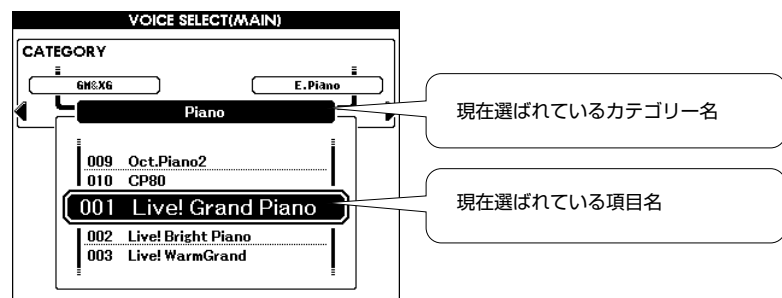 VOICE SELECT(MAIN)
CATEGORY
GM&XG
E.Piano
Piano
009 Oct.Piano2
010 CP80
001 Live! Grand Piano
002 Live! Bright Piano
003 Live! WarmGrand
現在選ばれているカテゴリー名
現在選ばれている項目名